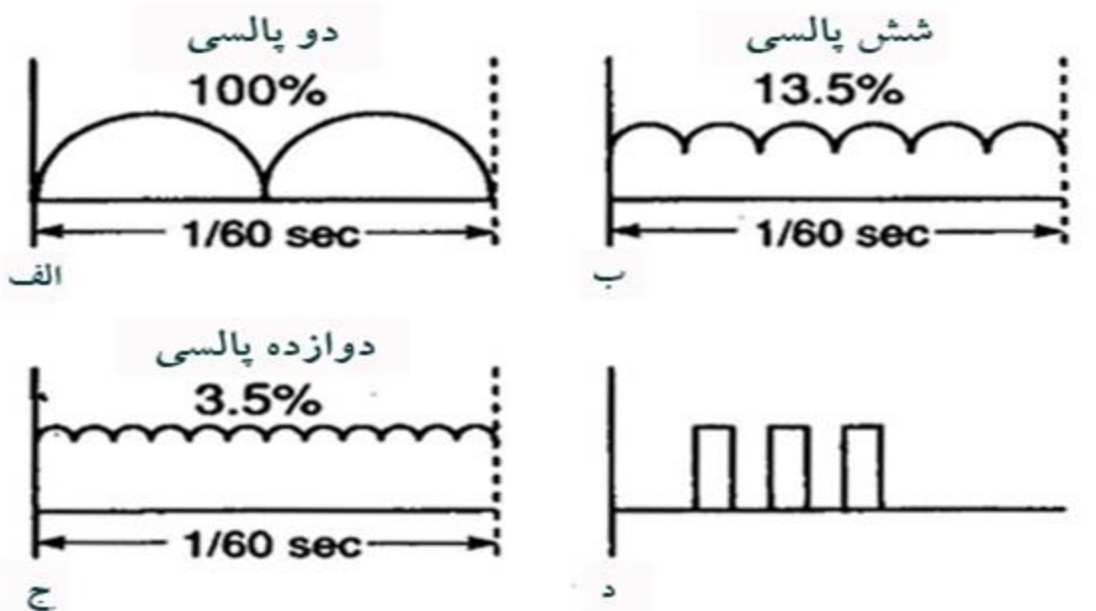 دو پالسی
100%
1/60 sec
الف
شش پالسی
13.5%
1/60 sec
ب
دوازده پالسی
3.5%
1/60 sec
ج
د